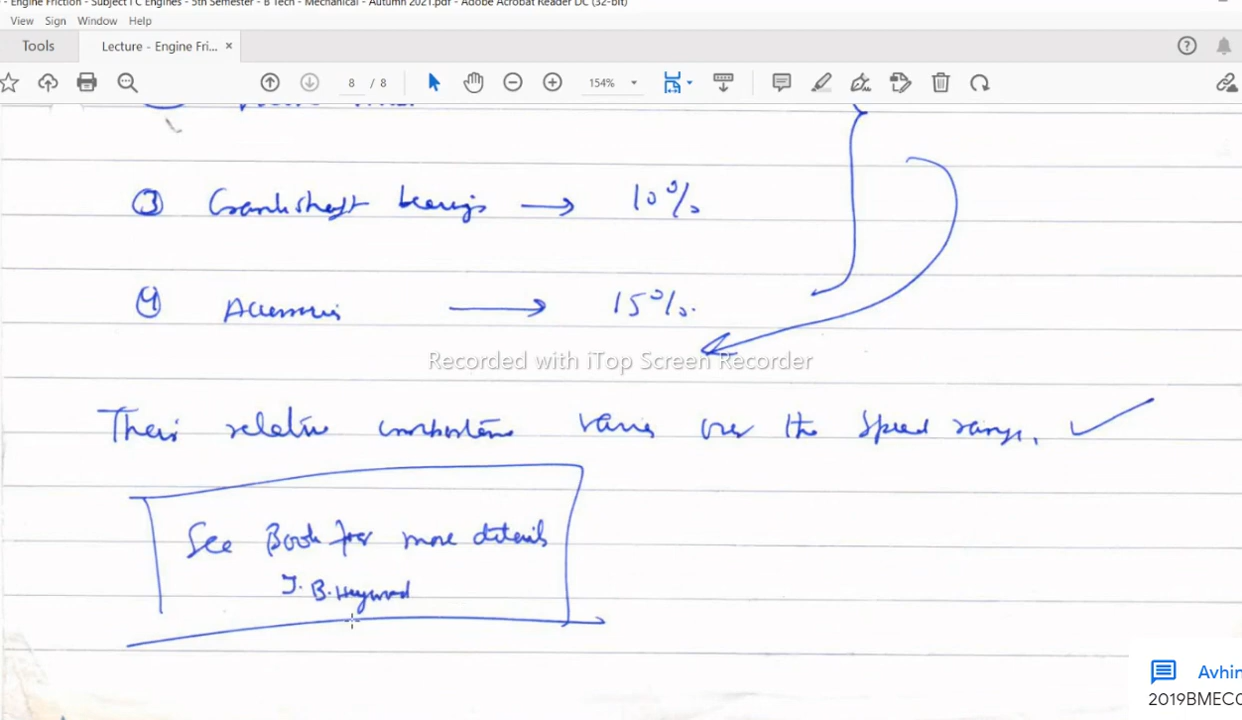 - Engine Friction - Subject I C Engines - 5th Semester - B Tech - Mechanical - Autumn 2021.pdf - Adobe Acrobat Reader DC (32-bit)
View Sign Window Help
Tools Lecture - Engine Fri... ×
8 / 8 154%
③ Crankshaft bearings → 10%
④ Accessories → 15%.
Recorded with iTop Screen Recorder
Their relative contributions varies over the speed range.
See Book for more details
J. B. Heywood
Avhin
2019BMEC0